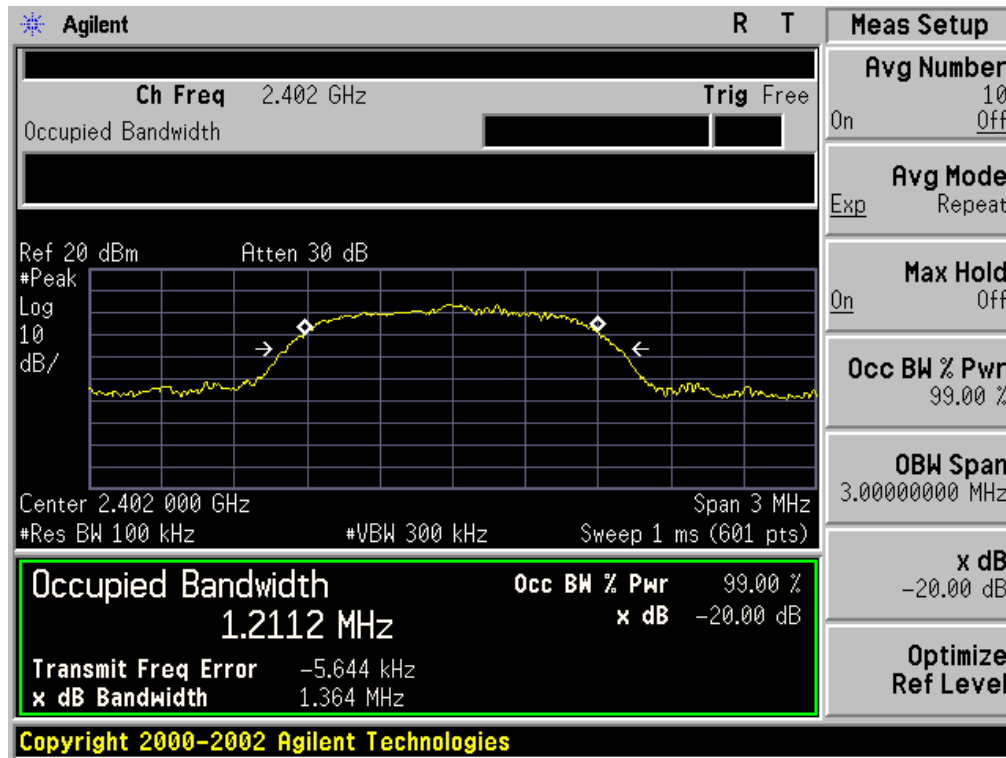 Agilent R T
Ch Freq 2.402 GHz Trig Free
Occupied Bandwidth
Ref 20 dBm Atten 30 dB
#Peak
Log
10
dB/
Center 2.402 000 GHz Span 3 MHz
#Res BW 100 kHz #VBW 300 kHz Sweep 1 ms (601 pts)
Occupied Bandwidth Occ BW % Pwr 99.00 %
1.2112 MHz x dB -20.00 dB
Transmit Freq Error -5.644 kHz
x dB Bandwidth 1.364 MHz
Copyright 2000-2002 Agilent Technologies
Meas Setup
Avg Number
10
On Off
Avg Mode
Exp Repeat
Max Hold
On Off
Occ BW % Pwr
99.00 %
OBW Span
3.00000000 MHz
x dB
-20.00 dB
Optimize
Ref Level